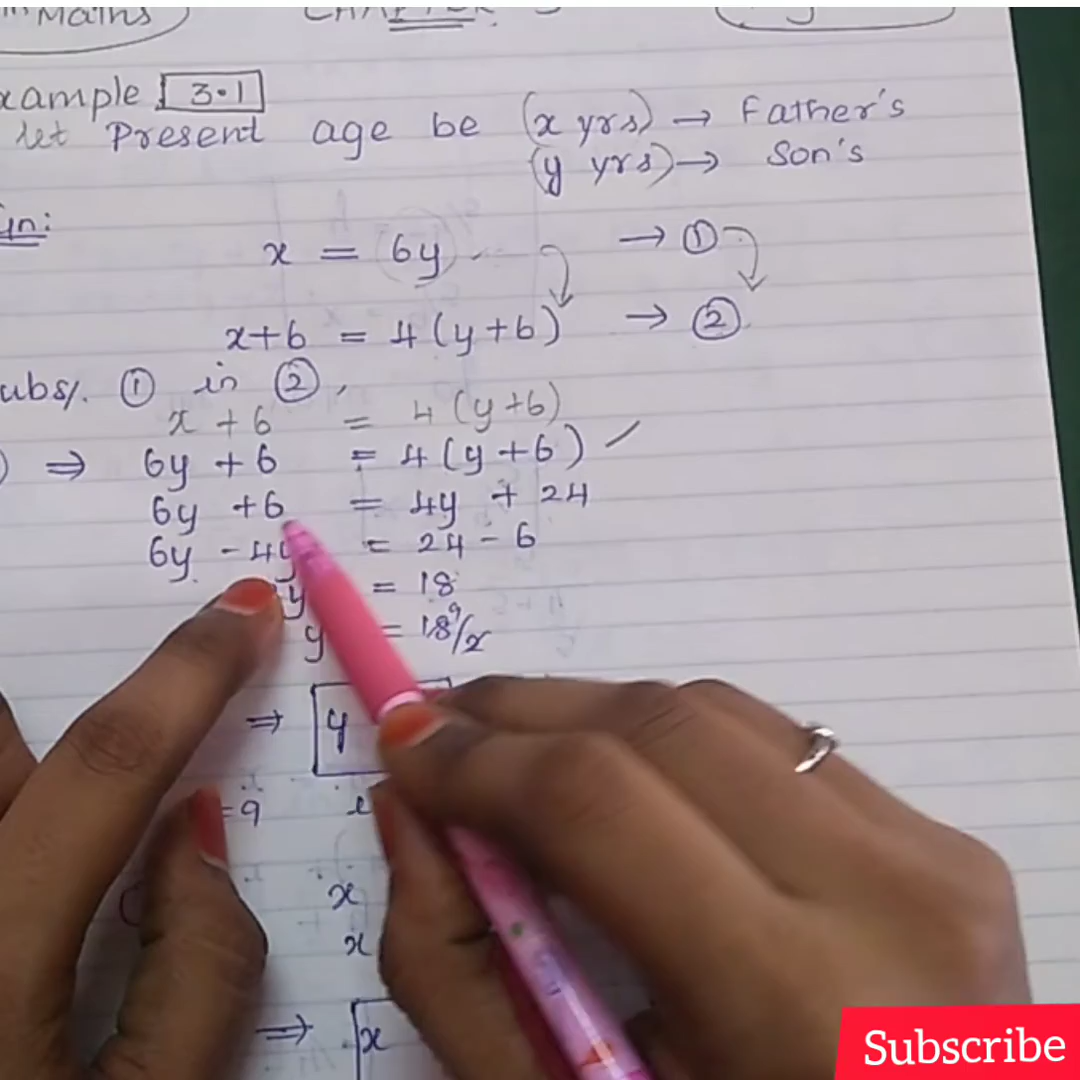 Maths
Example 3.1
let Present age be (x yrs) → Father's
(y yrs) → Son's
x = 6y → ①
x+6 = 4(y+6) → ②
Subs/. ① in ②,
x + 6 = 4(y+6)
⇒ 6y + 6 = 4(y+6)
6y + 6 = 4y + 24
6y - 4y = 24 - 6
y = 18
y = 18⁹/2
⇒ y
=9
x
x
⇒ x
Subscribe